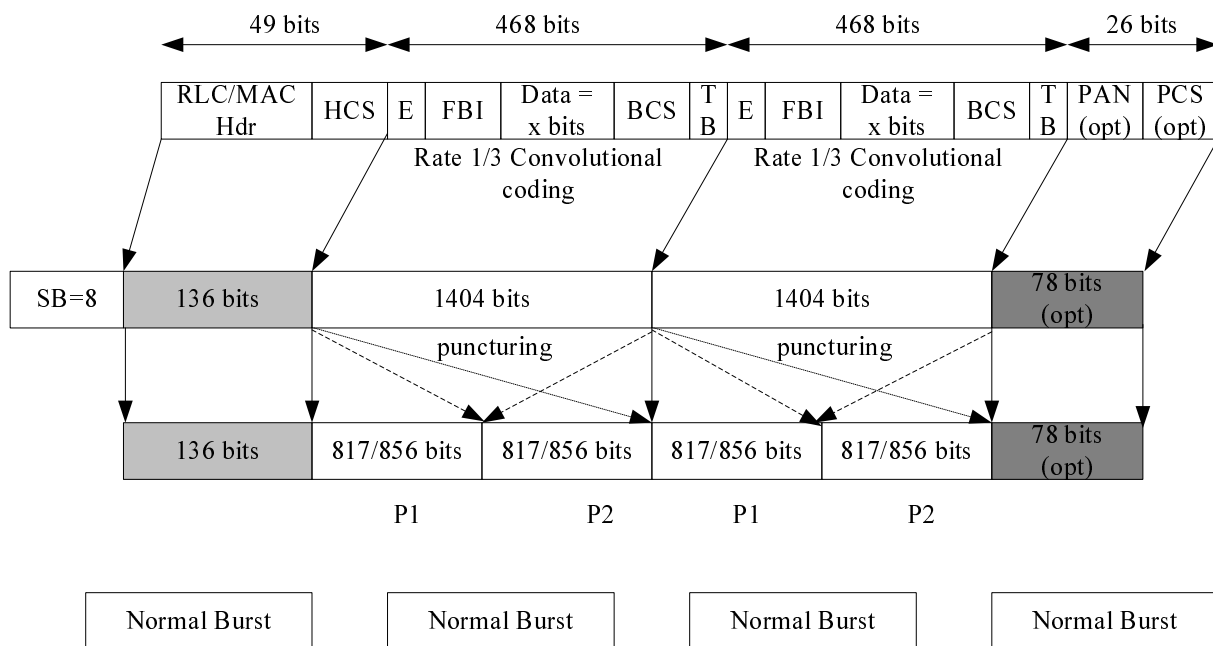 49 bits
468 bits
468 bits
26 bits
RLC/MAC
Hdr
HCS
E
FBI
Data =
x bits
BCS
T
B
E
FBI
Data =
x bits
BCS
T
B
PAN
(opt)
PCS
(opt)
Rate 1/3 Convolutional
coding
Rate 1/3 Convolutional
coding
SB=8
136 bits
1404 bits
1404 bits
78 bits
(opt)
puncturing
puncturing
136 bits
817/856 bits
817/856 bits
817/856 bits
817/856 bits
78 bits
(opt)
P1
P2
P1
P2
Normal Burst
Normal Burst
Normal Burst
Normal Burst